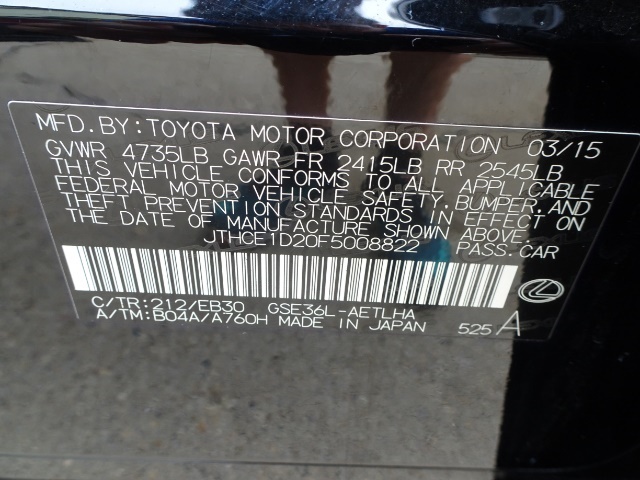 MFD.BY:TOYOTA MOTOR CORPORATION 03/15
GVWR 4735LB GAWR FR 2415LB RR 2545LB
THIS VEHICLE CONFORMS TO ALL APPLICABLE
FEDERAL MOTOR VEHICLE SAFETY,BUMPER,AND
THEFT PREVENTION STANDARDS IN EFFECT ON
THE DATE OF MANUFACTURE SHOWN ABOVE.
JTHCE1D20F5008822 PASS.CAR
C/TR:212/EB30 GSE36L-AETLHA
A/TM:B04A/A760H MADE IN JAPAN 525 A